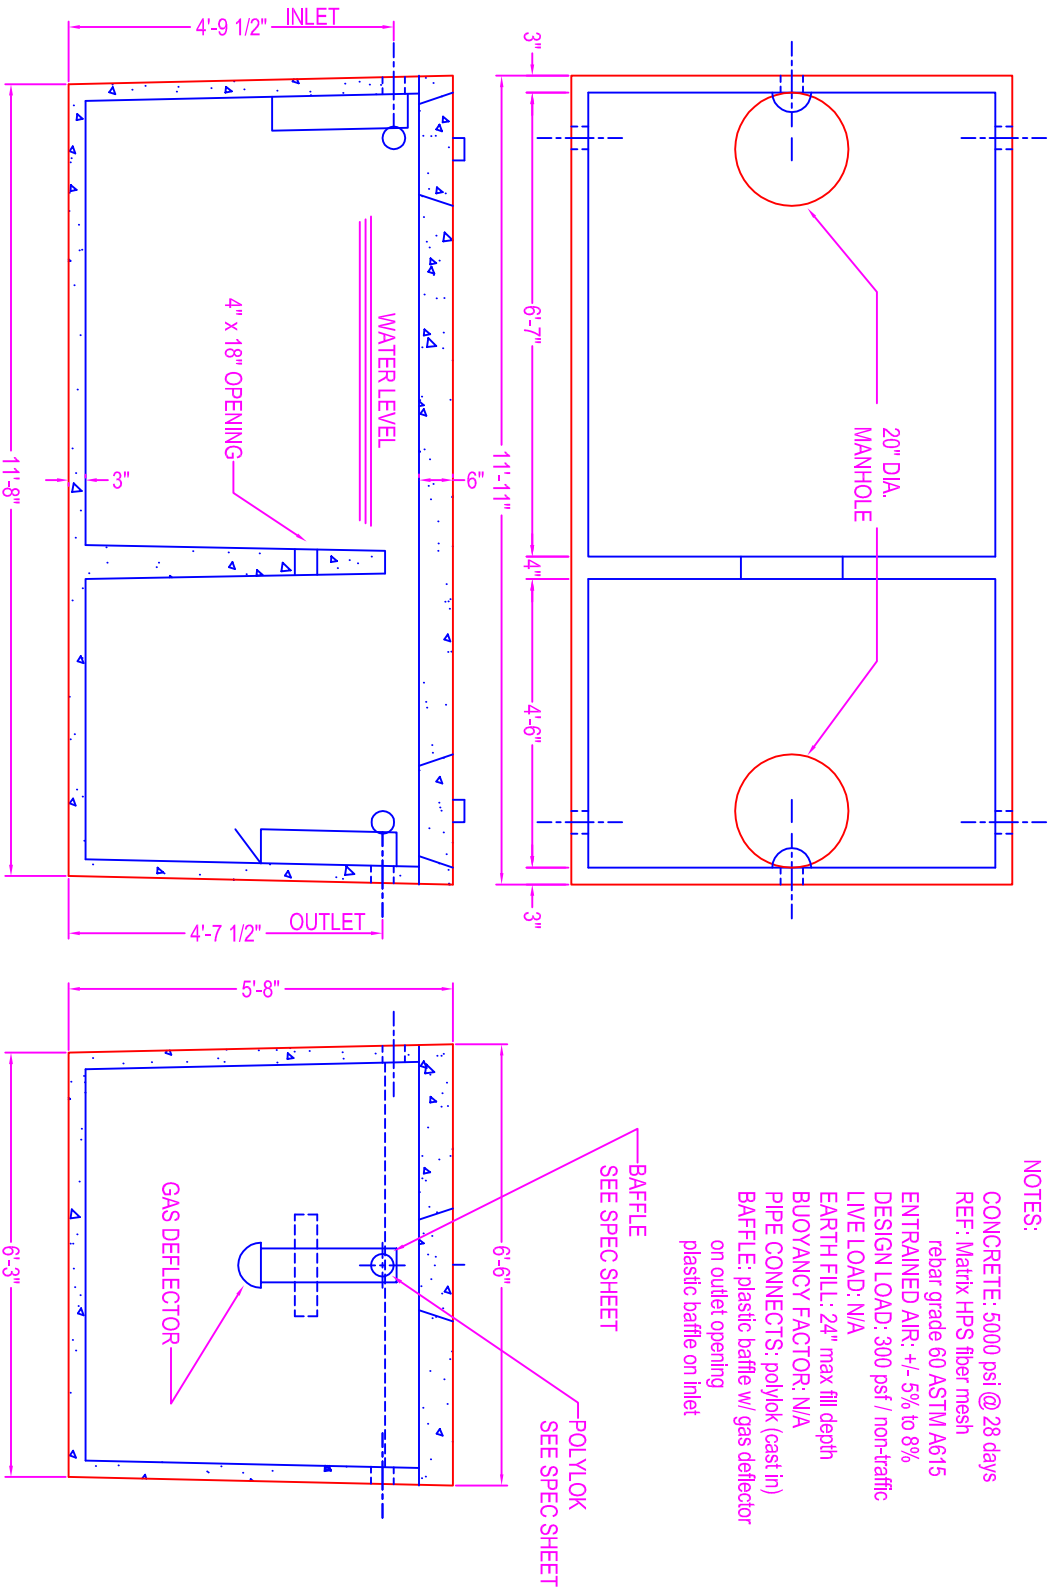 3"
6'-7"
4"
4'-6"
3"
11'-11"
20" DIA.
MANHOLE
INLET
4'-9 1/2"
WATER LEVEL
4" x 18" OPENING
6"
3"
11'-8"
OUTLET
4'-7 1/2"
5'-8"
6'-6"
6'-3"
BAFFLE
SEE SPEC SHEET
POLYLOK
SEE SPEC SHEET
GAS DEFLECTOR
NOTES:
CONCRETE: 5000 psi @ 28 days
REF: Matrix HPS fiber mesh
rebar grade 60 ASTM A615
ENTRAINED AIR: +/- 5% to 8%
DESIGN LOAD: 300 psf / non-traffic
LIVE LOAD: N/A
EARTH FILL: 24" max fill depth
BUOYANCY FACTOR: N/A
PIPE CONNECTS: polylok (cast in)
BAFFLE: plastic baffle w/ gas deflector
on outlet opening
plastic baffle on inlet